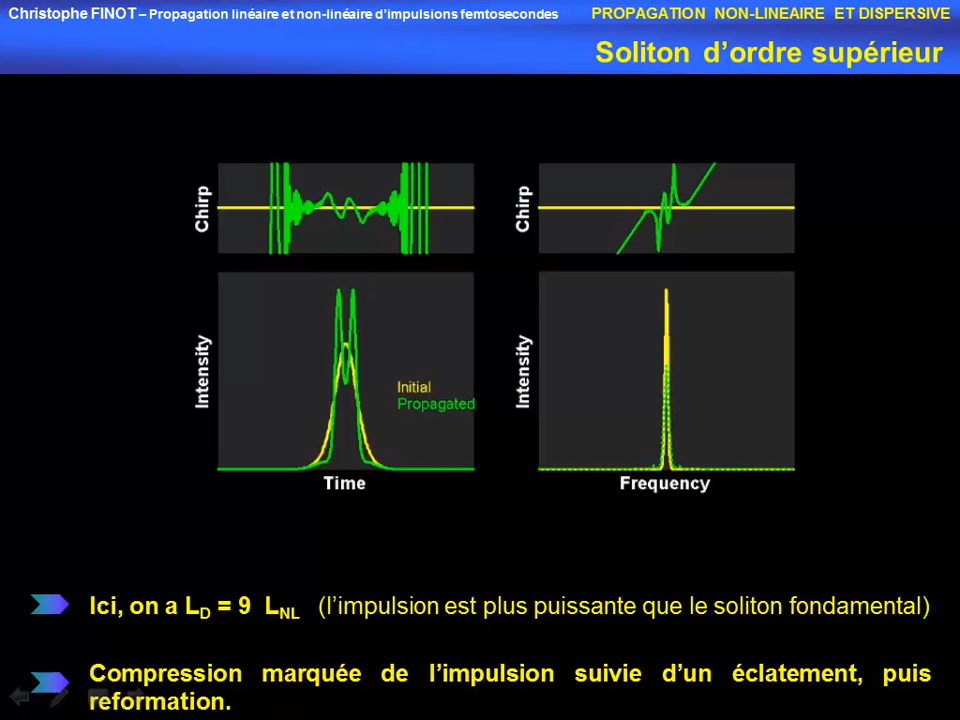 Christophe FINOT – Propagation linéaire et non-linéaire d’impulsions femtosecondes PROPAGATION NON-LINEAIRE ET DISPERSIVE
Soliton d’ordre supérieur
Chirp
Chirp
Intensity
Initial
Propagated
Time
Intensity
Frequency
Ici, on a LD = 9 LNL (l’impulsion est plus puissante que le soliton fondamental)
Compression marquée de l’impulsion suivie d’un éclatement, puis
reformation.